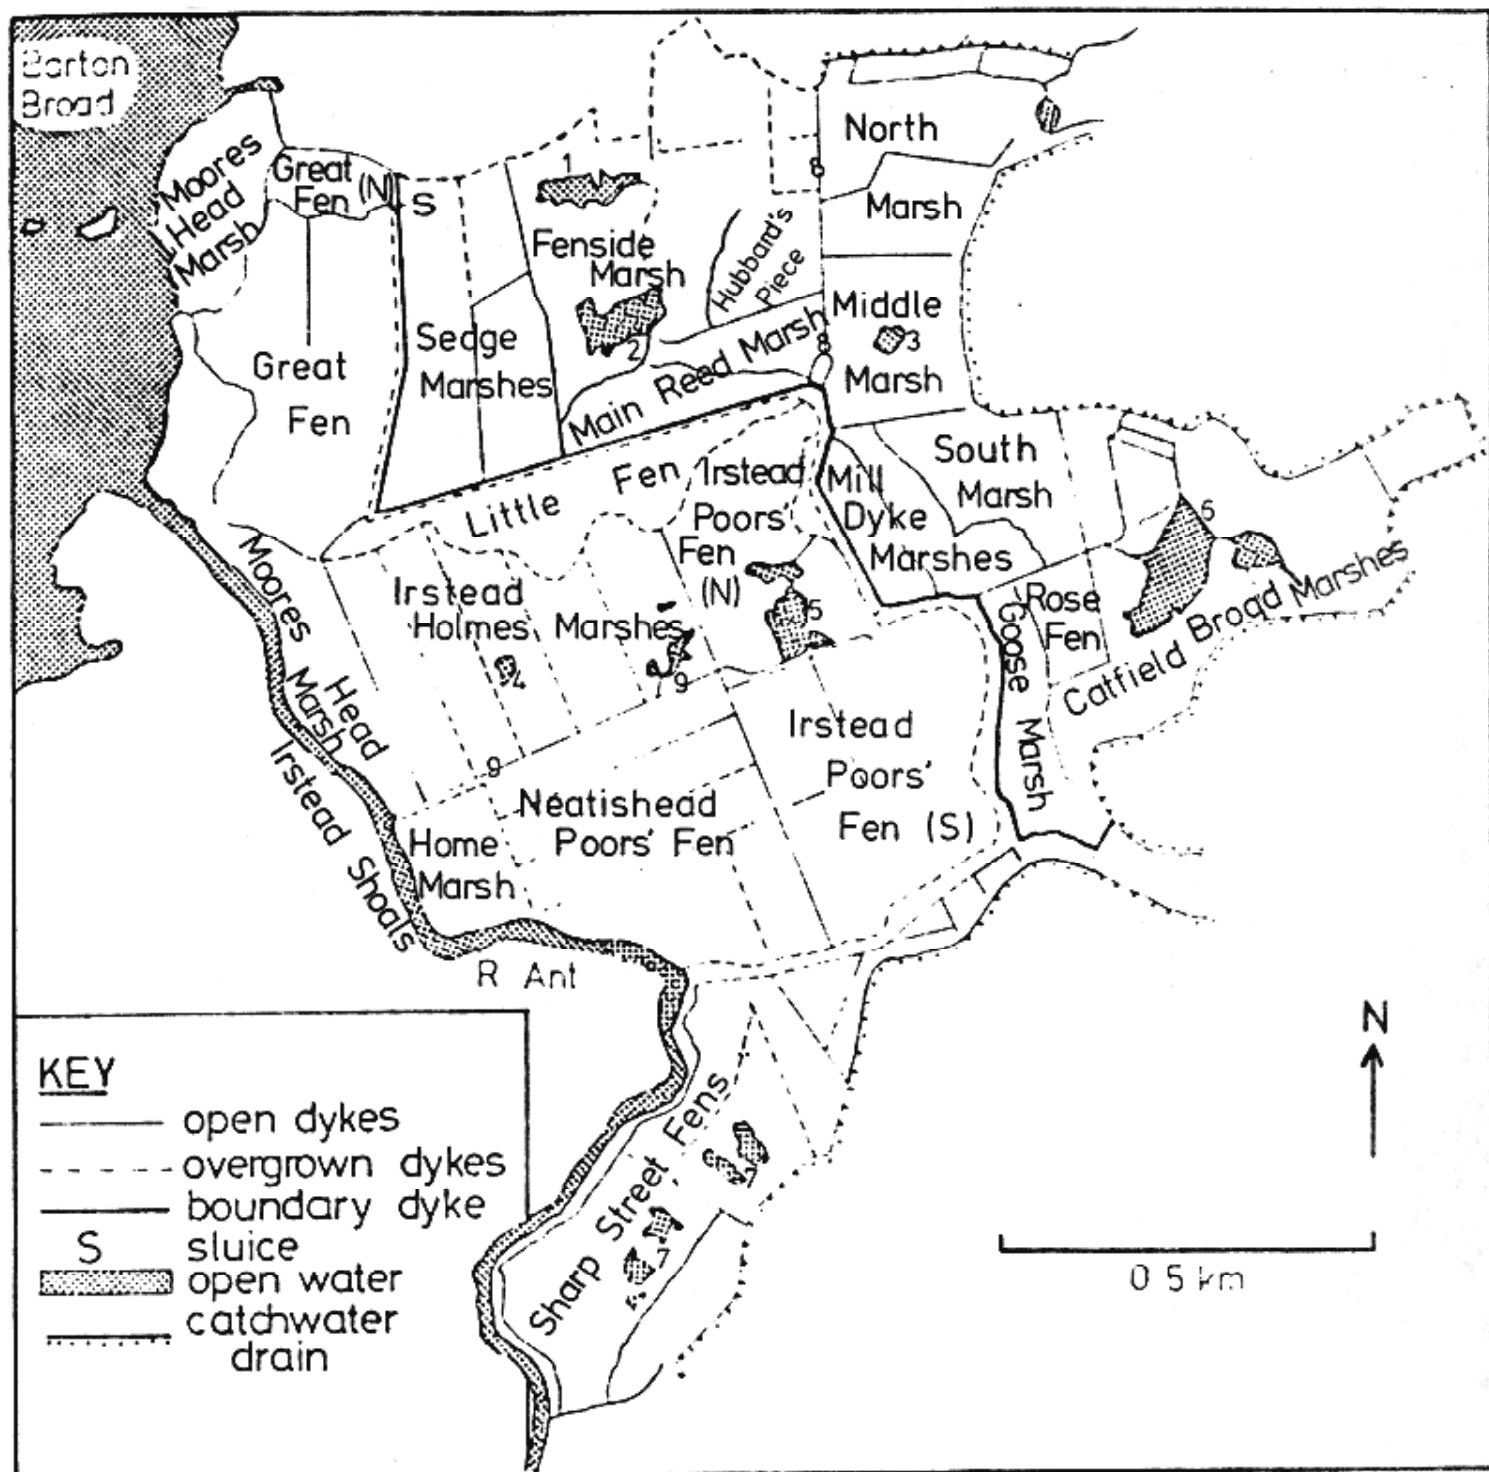 Barton
Broad
Moores
Head
Marsh
Great
Fen (N)
S
1
Fenside
Marsh
2
Hubbard's
Piece
8
North
Marsh
Middle
3
Marsh
8
Main Reed Marsh
Sedge
Marshes
Great
Fen
Little Fen
Irstead
Poors'
Fen
(N)
Mill
Dyke
Marshes
South
Marsh
6
Rose
Fen
Goose Marsh
Catfield Broad Marshes
Moores Head
Marsh
Irstead
Holmes Marshes
4
9
5
9
Irstead
Poors'
Fen (S)
Neatishead
Poors' Fen
Home
Marsh
Irstead Shoals
R Ant
Sharp Street Fens
7
N
0 5 km
KEY
open dykes
overgrown dykes
boundary dyke
S sluice
open water
catchwater
drain